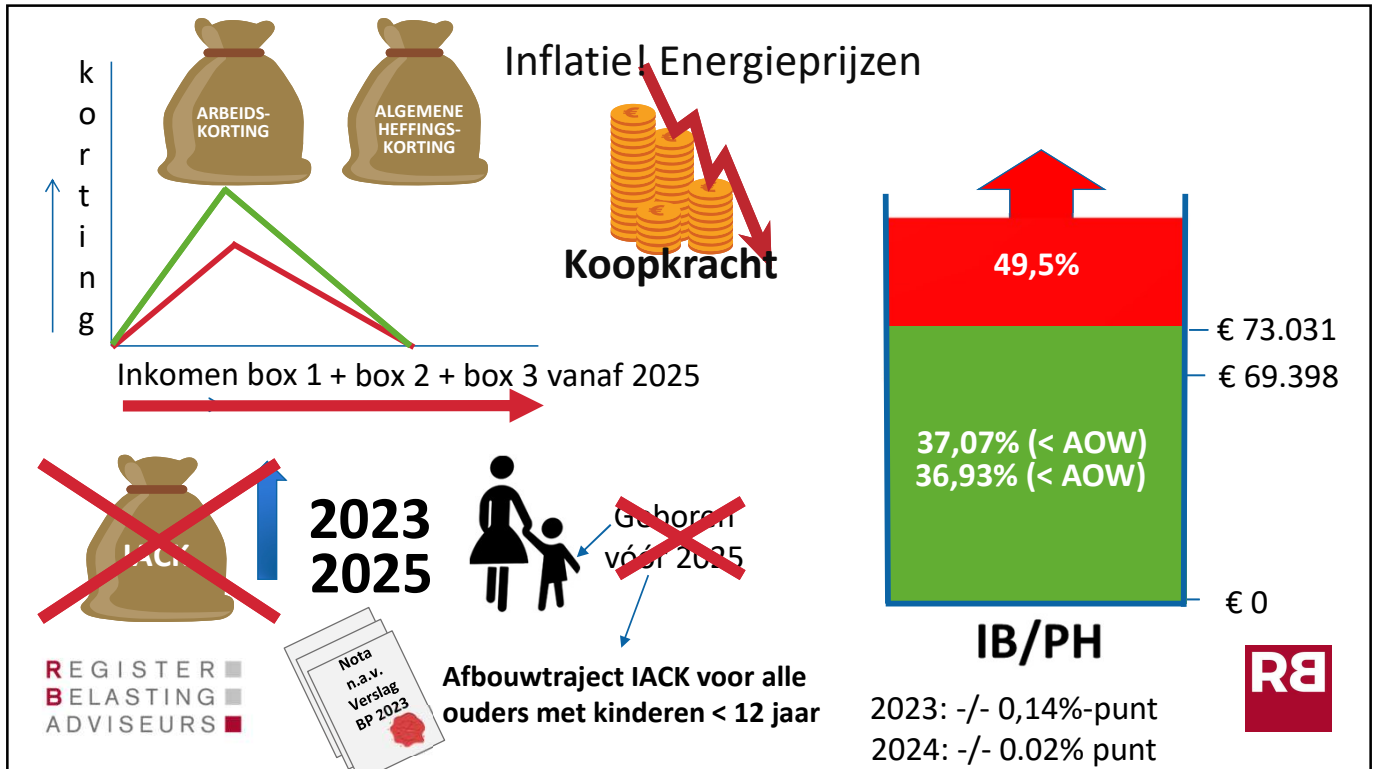 Inflatie! Energieprijzen
korting
ARBEIDS-
KORTING
ALGEMENE
HEFFINGS-
KORTING
Koopkracht
Inkomen box 1 + box 2 + box 3 vanaf 2025
49,5%
€ 73.031
€ 69.398
37,07% (< AOW)
36,93% (< AOW)
€ 0
IB/PH
2023: -/- 0,14%-punt
2024: -/- 0.02% punt
IACK
2023
2025
Geboren
vóór 2025
Nota
n.a.v.
Verslag
BP 2023
Afbouwtraject IACK voor alle
ouders met kinderen < 12 jaar
REGISTER
BELASTING
ADVISEURS
RB